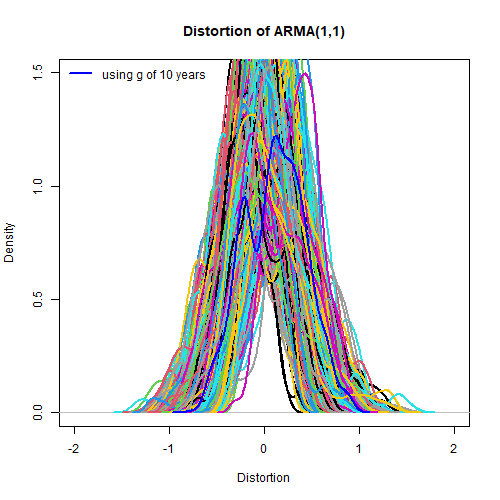 Distortion of ARMA(1,1)
using g of 10 years
Density
1.5
1.0
0.5
0.0
-2 -1 0 1 2
Distortion